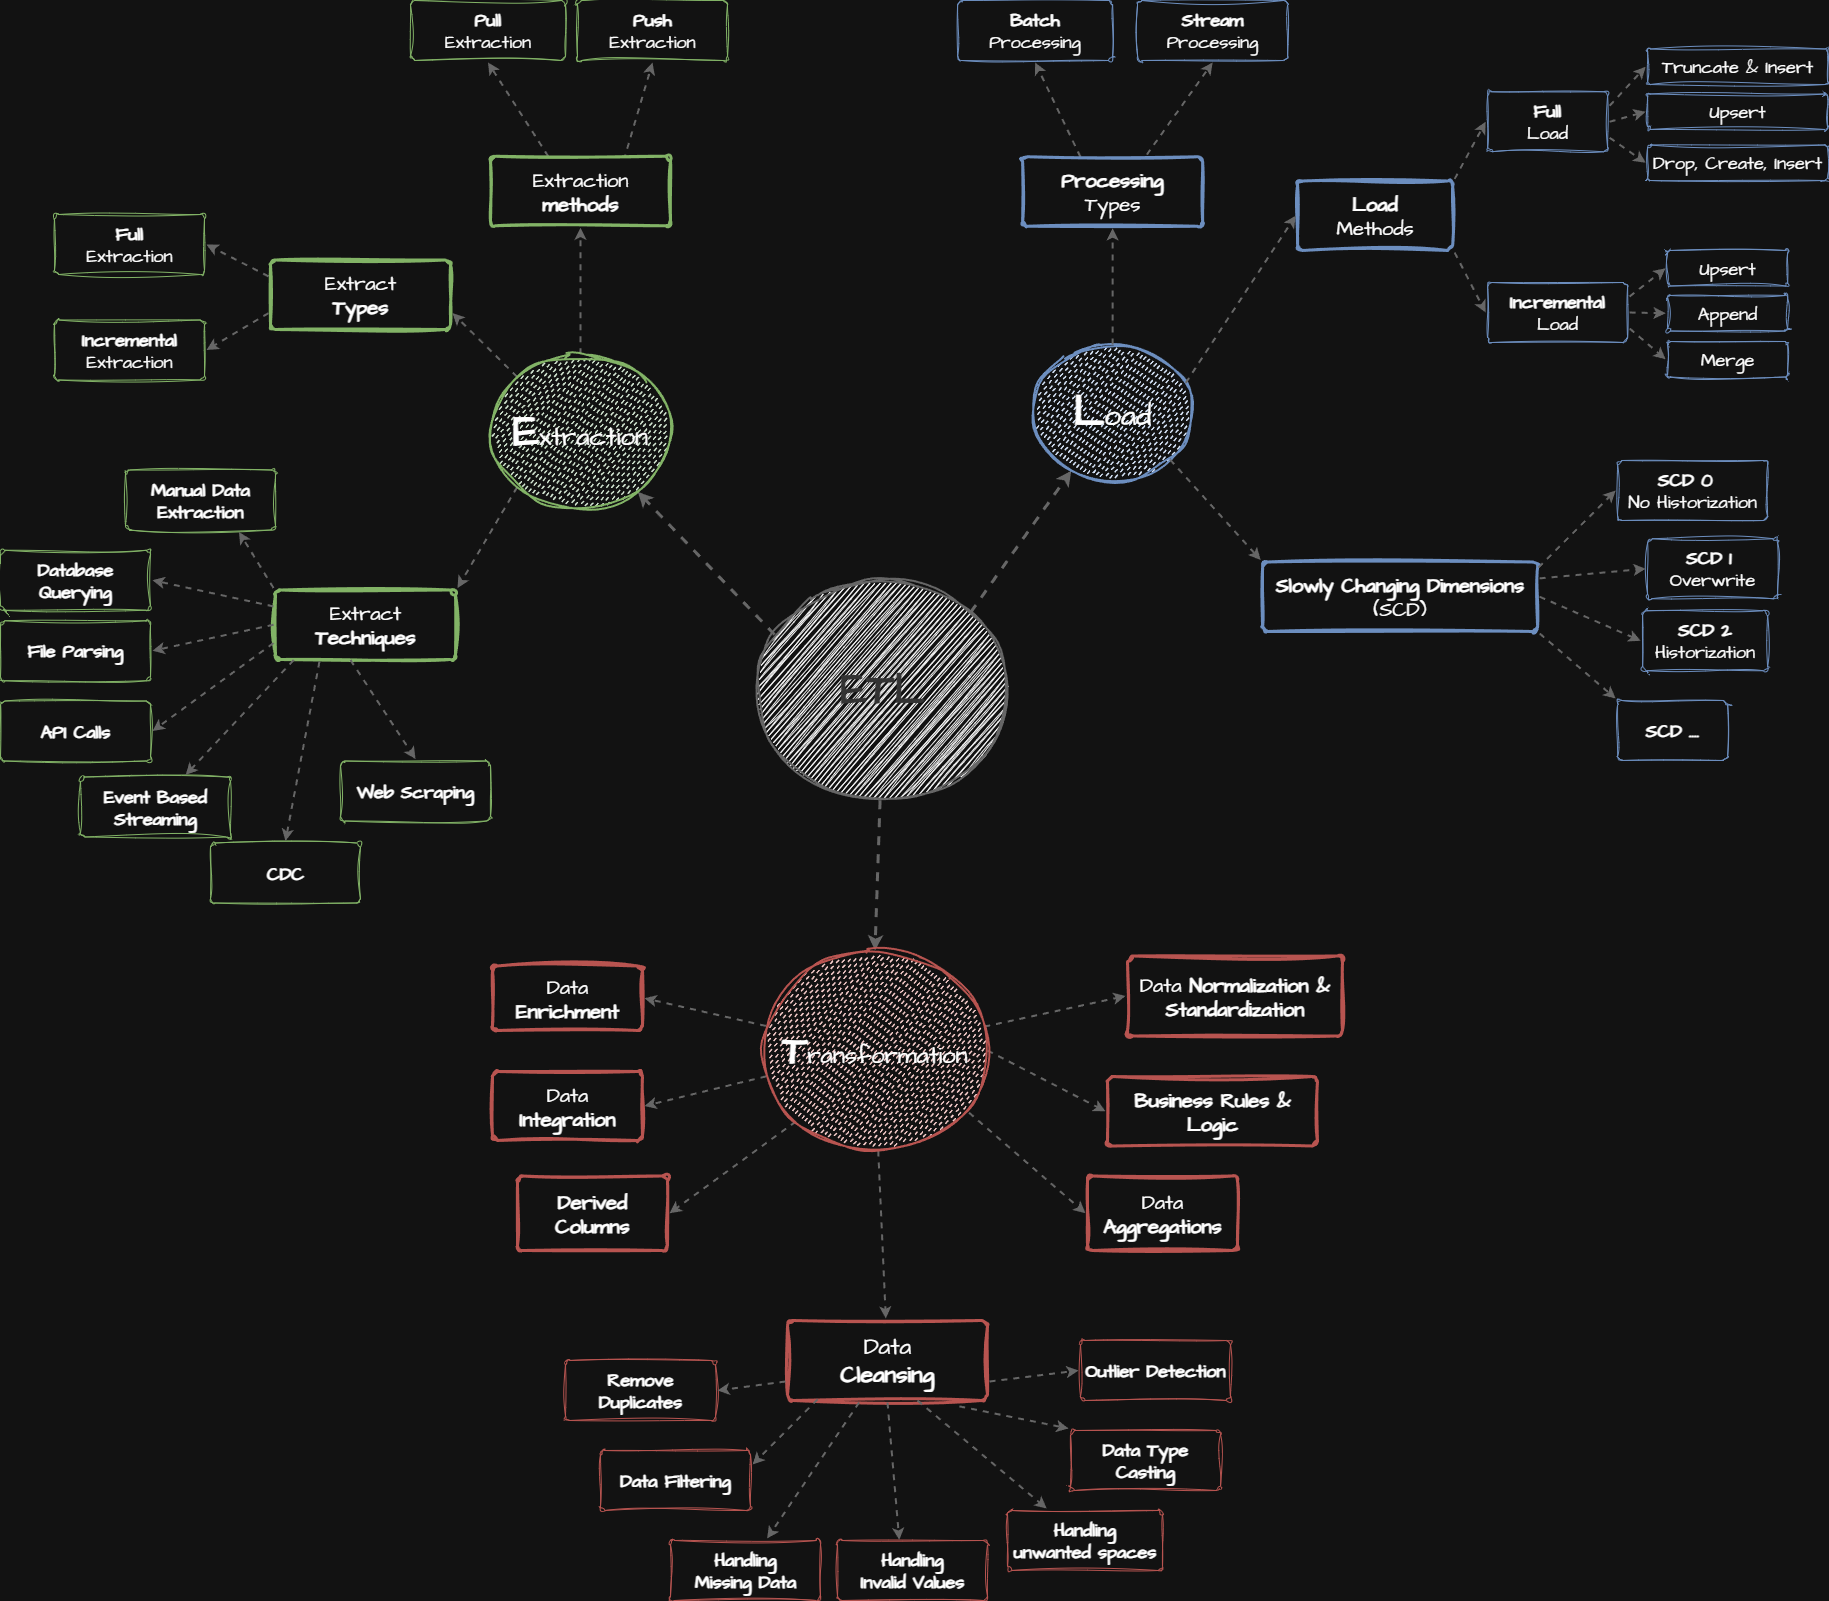 Pull
Extraction
Push
Extraction
Extraction
methods
Full
Extraction
Incremental
Extraction
Extract
Types
Extraction
Manual Data
Extraction
Database
Querying
File Parsing
API Calls
Event Based
Streaming
CDC
Web Scraping
Extract
Techniques
Batch
Processing
Stream
Processing
Processing
Types
Load
Load
Methods
Full
Load
Truncate & Insert
Upsert
Drop, Create, Insert
Incremental
Load
Upsert
Append
Merge
Slowly Changing Dimensions
(SCD)
SCD 0
No Historization
SCD 1
Overwrite
SCD 2
Historization
SCD _
ETL
Transformation
Data
Enrichment
Data
Integration
Derived
Columns
Data Normalization &
Standardization
Business Rules &
Logic
Data
Aggregations
Data
Cleansing
Remove
Duplicates
Data Filtering
Handling
Missing Data
Handling
Invalid Values
Handling
unwanted spaces
Data Type
Casting
Outlier Detection